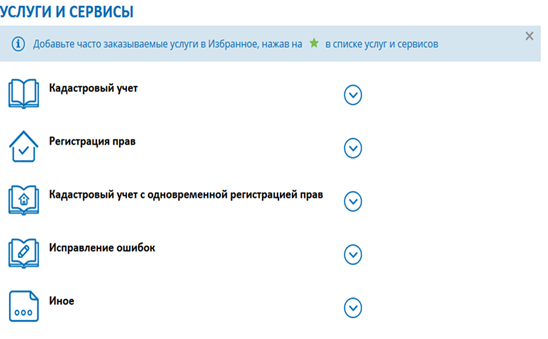 УСЛУГИ И СЕРВИСЫ
Добавьте часто заказываемые услуги в Избранное, нажав на ★ в списке услуг и сервисов
Кадастровый учет
Регистрация прав
Кадастровый учет с одновременной регистрацией прав
Исправление ошибок
Иное